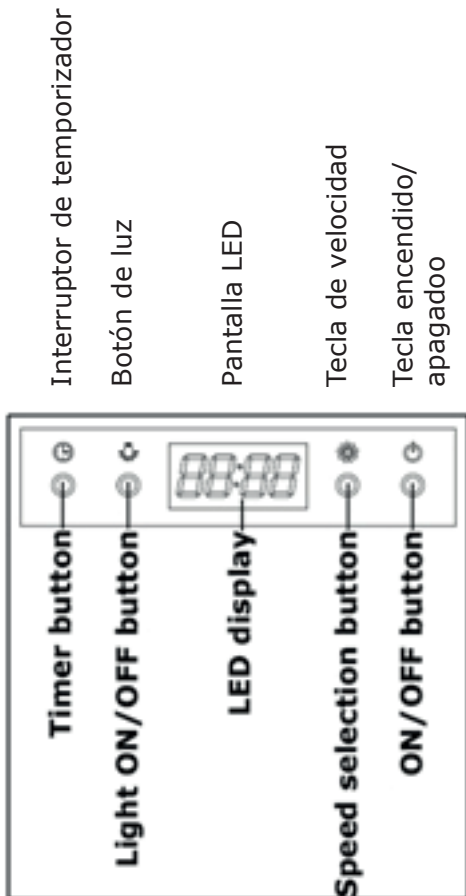 Interruptor de temporizador
Botón de luz
Pantalla LED
Tecla de velocidad
Tecla encendido/
apagadoo
Timer button
Light ON/OFF button
LED display
88:88
Speed selection button
ON/OFF button